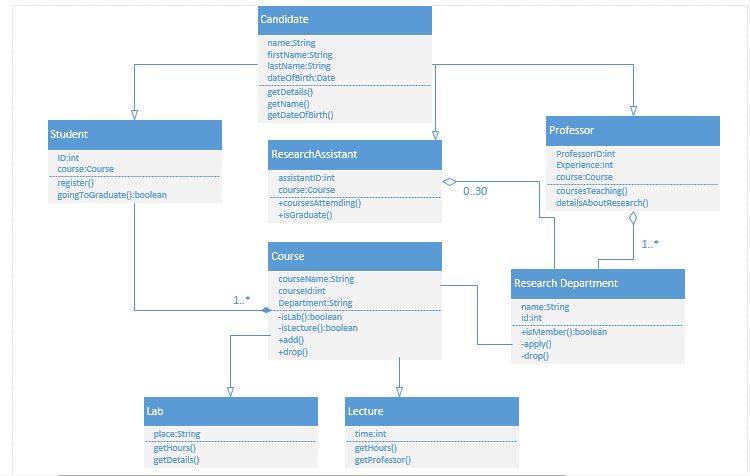 Candidate
name:String
firstName:String
lastName:String
dateOfBirth:Date
getDetails()
getName()
getDateOfBirth()
Student
ID:int
course:Course
register()
goingToGraduate():boolean
ResearchAssistant
assistantID:int
course:Course
+coursesAttemding()
+isGraduate()
0..30
Professor
ProfessorID:int
Experience:Int
course:Course
coursesTeaching()
detailsAboutResearch()
1..*
Course
courseName:String
courseId:int
Department:String
-isLab():boolean
-isLecture():boolean
+add()
+drop()
1..*
Research Department
name:String
id:int
+isMember():boolean
-apply()
-drop()
Lab
place:String
getHours()
getDetails()
Lecture
time:int
getHours()
getProfessor()